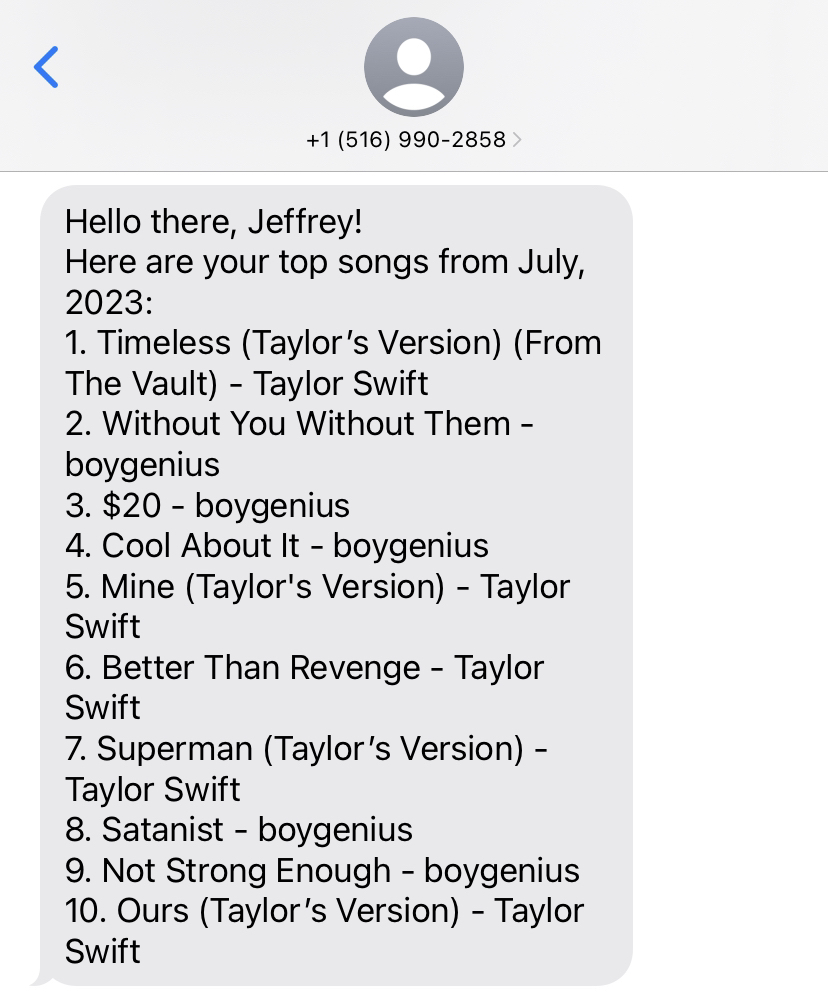 +1 (516) 990-2858
Hello there, Jeffrey!
Here are your top songs from July,
2023:
1. Timeless (Taylor’s Version) (From
The Vault) - Taylor Swift
2. Without You Without Them -
boygenius
3. $20 - boygenius
4. Cool About It - boygenius
5. Mine (Taylor's Version) - Taylor
Swift
6. Better Than Revenge - Taylor
Swift
7. Superman (Taylor’s Version) -
Taylor Swift
8. Satanist - boygenius
9. Not Strong Enough - boygenius
10. Ours (Taylor’s Version) - Taylor
Swift